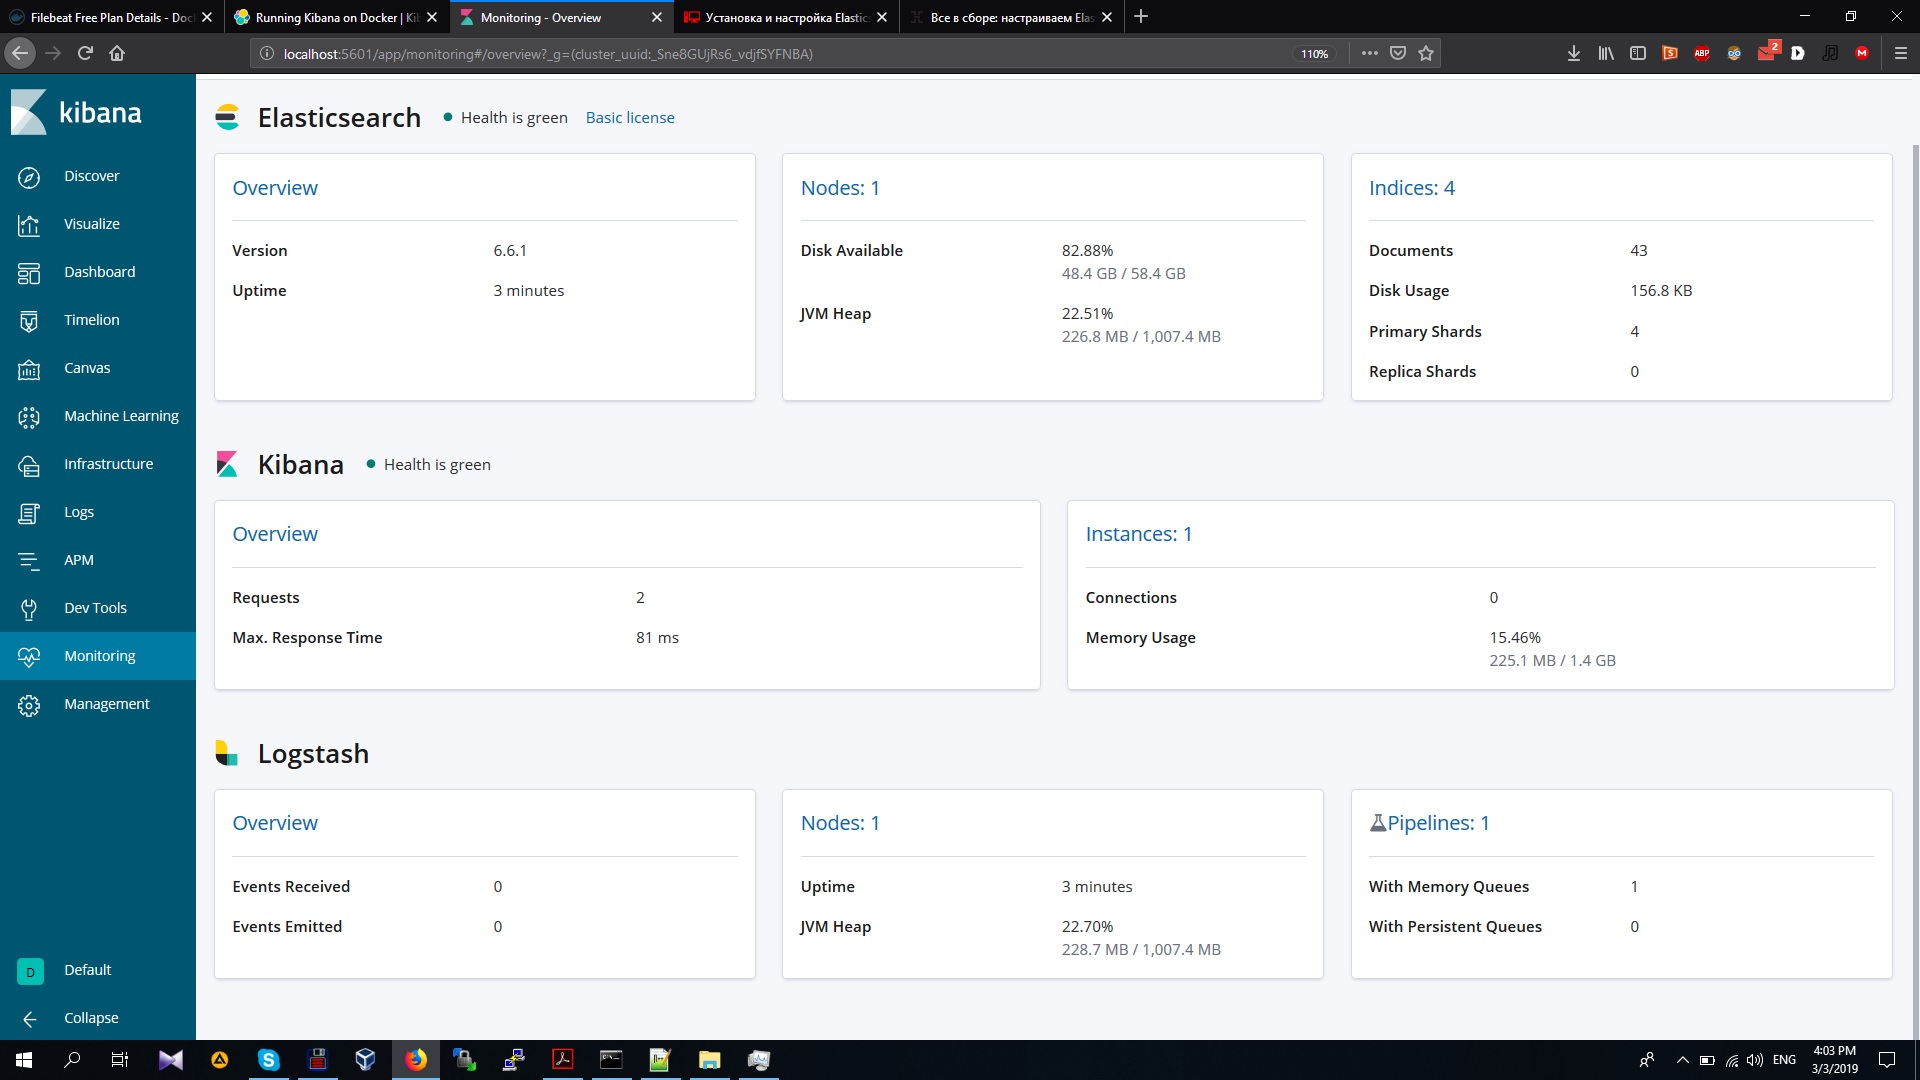 Filebeat Free Plan Details - Doc
Running Kibana on Docker | Ki
Monitoring - Overview
Установка и настройка Elastic
Все в сборе: настраиваем Elas
localhost:5601/app/monitoring#/overview?_g=(cluster_uuid:_Sne8GUjRs6_vdjfSYFNBA)
110%
ABP
2
kibana
Discover
Visualize
Dashboard
Timelion
Canvas
Machine Learning
Infrastructure
Logs
APM
Dev Tools
Monitoring
Management
D
Default
Collapse
Elasticsearch
Health is green
Basic license
Overview
Version 6.6.1
Uptime 3 minutes
Nodes: 1
Disk Available 82.88%
48.4 GB / 58.4 GB
JVM Heap 22.51%
226.8 MB / 1,007.4 MB
Indices: 4
Documents 43
Disk Usage 156.8 KB
Primary Shards 4
Replica Shards 0
Kibana
Health is green
Overview
Requests 2
Max. Response Time 81 ms
Instances: 1
Connections 0
Memory Usage 15.46%
225.1 MB / 1.4 GB
Logstash
Overview
Events Received 0
Events Emitted 0
Nodes: 1
Uptime 3 minutes
JVM Heap 22.70%
228.7 MB / 1,007.4 MB
Pipelines: 1
With Memory Queues 1
With Persistent Queues 0
ENG
4:03 PM
3/3/2019